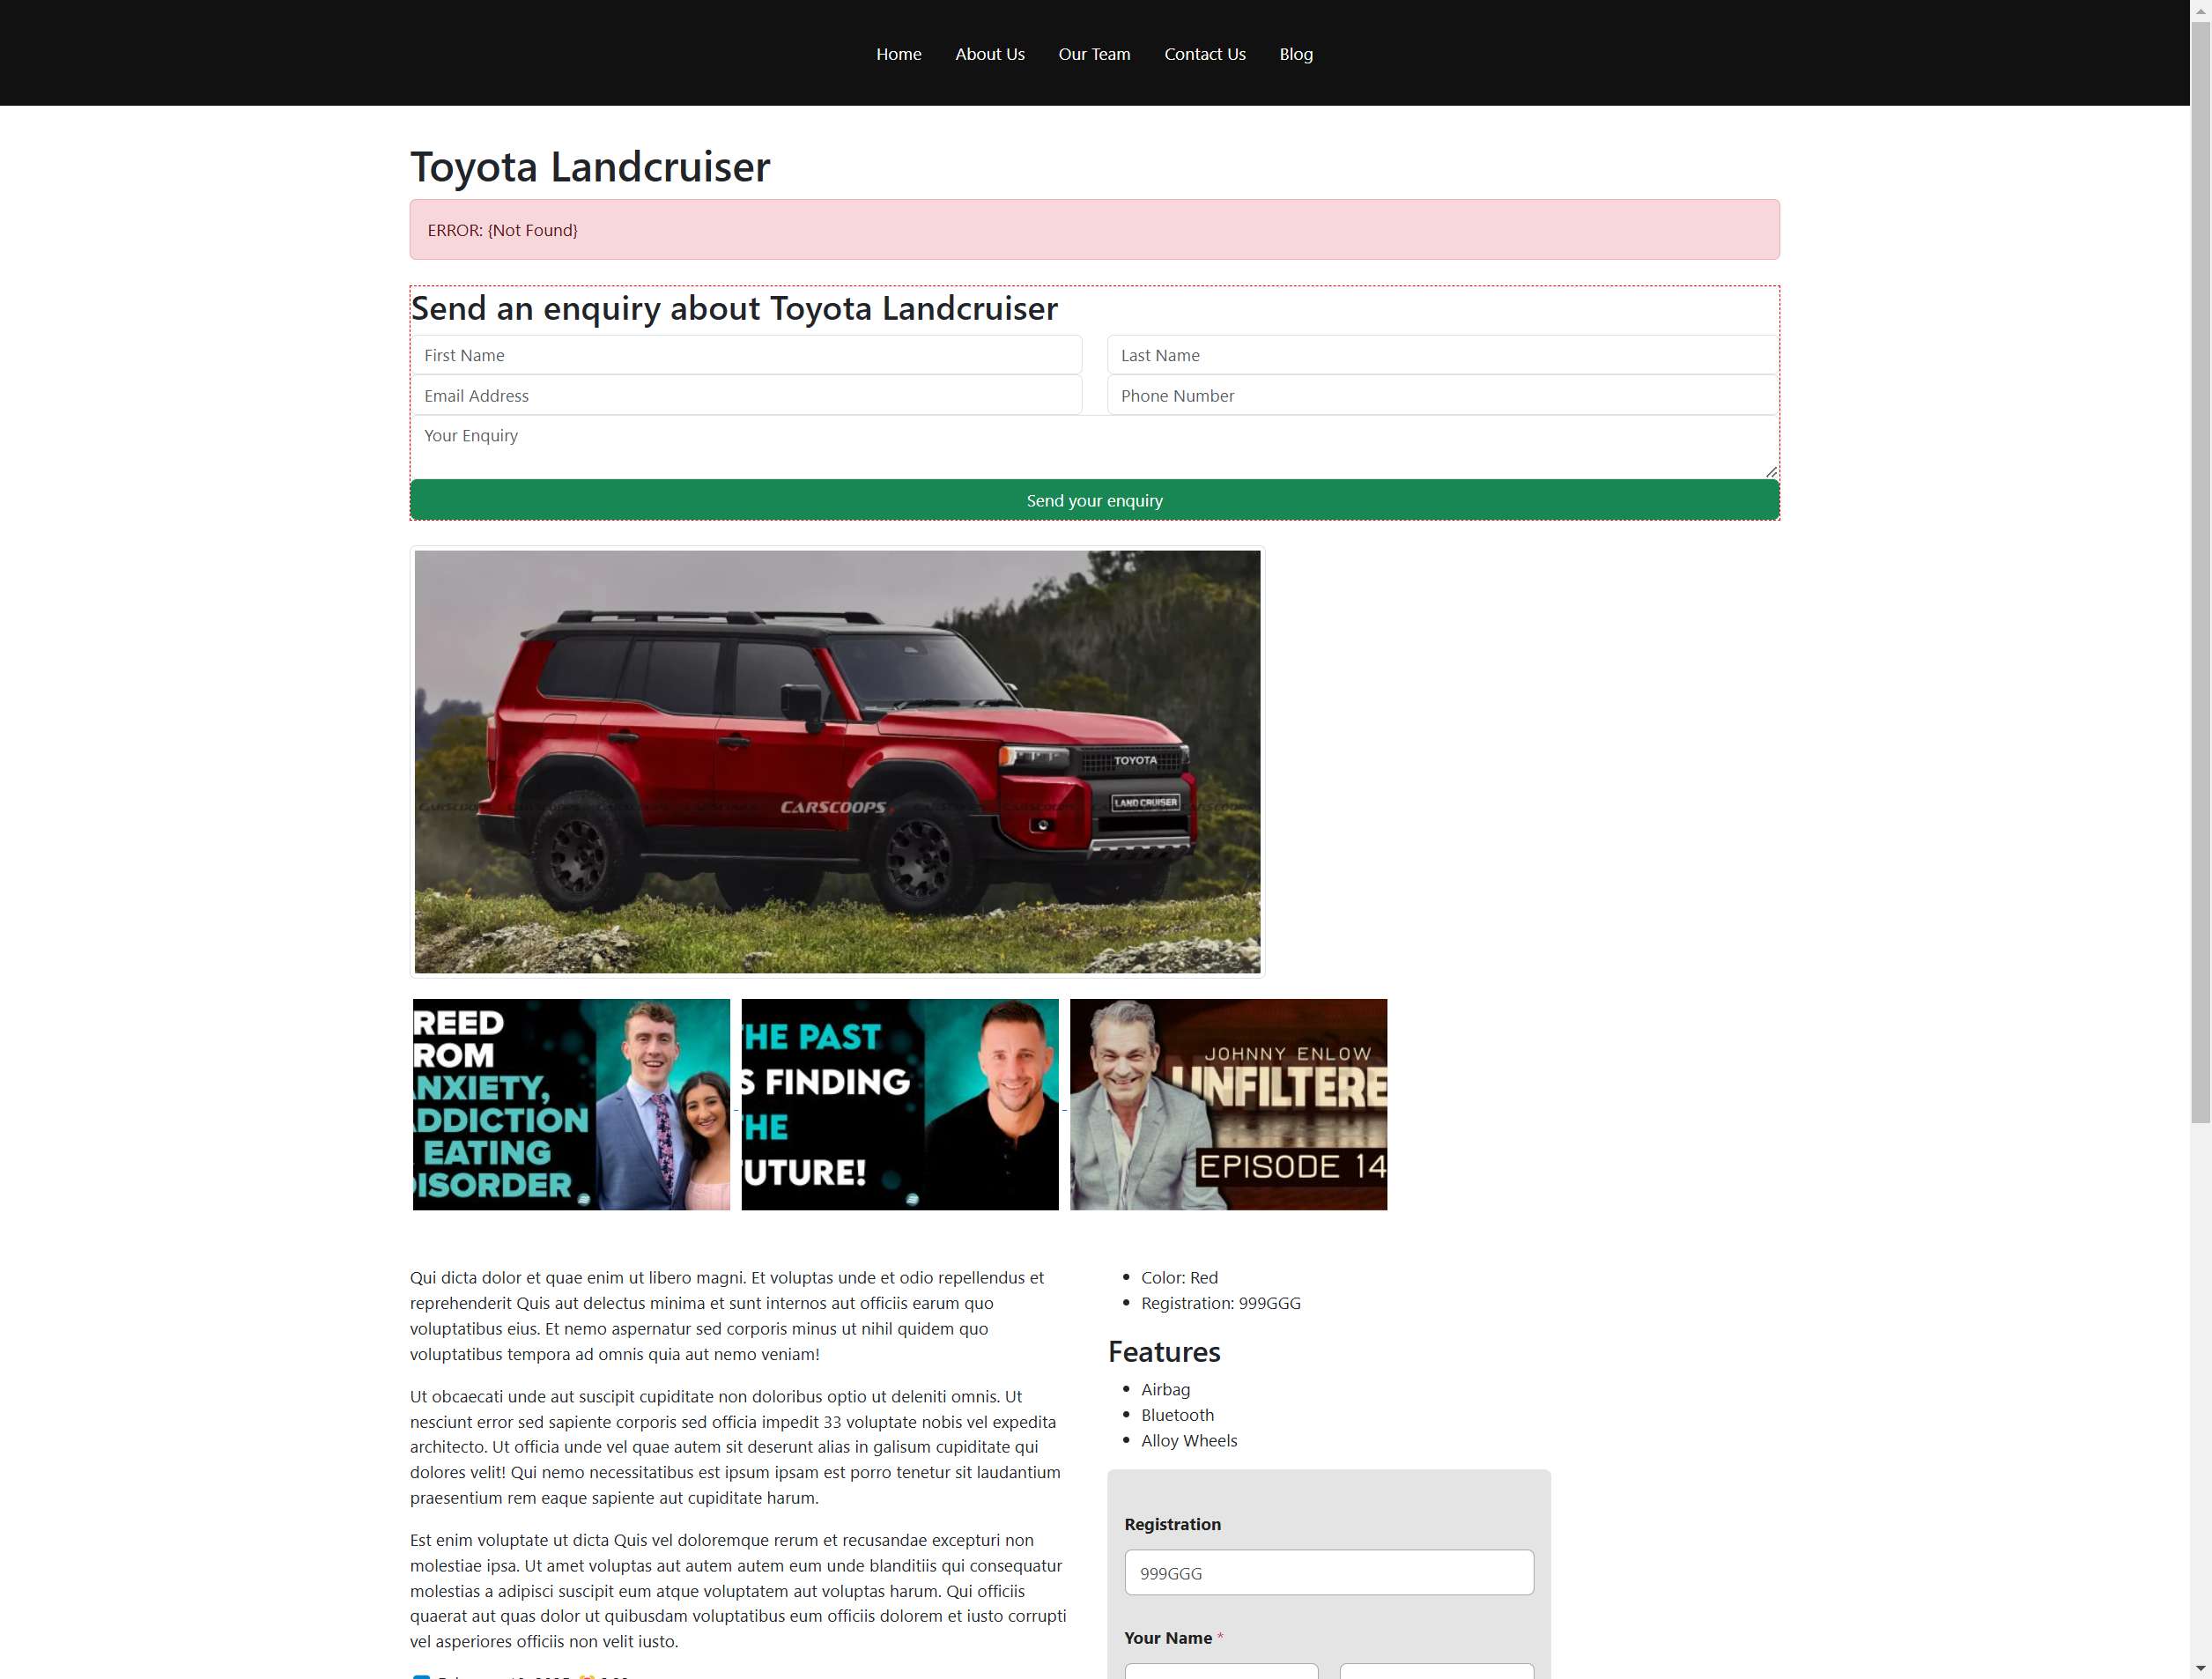 Home About Us Our Team Contact Us Blog
Toyota Landcruiser
ERROR: {Not Found}
Send an enquiry about Toyota Landcruiser
First Name
Last Name
Email Address
Phone Number
Your Enquiry
Send your enquiry
TOYOTA
LAND CRUISER
CARSCOOPS
REED
ROM
NXIETY,
DDICTION
EATING
ISORDER
HE PAST
S FINDING
HE
UTURE!
JOHNNY ENLOW
UNFILTERE
EPISODE 14
Qui dicta dolor et quae enim ut libero magni. Et voluptas unde et odio repellendus et
reprehenderit Quis aut delectus minima et sunt internos aut officiis earum quo
voluptatibus eius. Et nemo aspernatur sed corporis minus ut nihil quidem quo
voluptatibus tempora ad omnis quia aut nemo veniam!
Ut obcaecati unde aut suscipit cupiditate non doloribus optio ut deleniti omnis. Ut
nesciunt error sed sapiente corporis sed officia impedit 33 voluptate nobis vel expedita
architecto. Ut officia unde vel quae autem sit deserunt alias in galisum cupiditate qui
dolores velit! Qui nemo necessitatibus est ipsum ipsam est porro tenetur sit laudantium
praesentium rem eaque sapiente aut cupiditate harum.
Est enim voluptate ut dicta Quis vel doloremque rerum et recusandae excepturi non
molestiae ipsa. Ut amet voluptas aut autem autem eum unde blanditiis qui consequatur
molestias a adipisci suscipit eum atque voluptatem aut voluptas harum. Qui officiis
quaerat aut quas dolor ut quibusdam voluptatibus eum officiis dolorem et iusto corrupti
vel asperiores officiis non velit iusto.
Color: Red
Registration: 999GGG
Features
Airbag
Bluetooth
Alloy Wheels
Registration
999GGG
Your Name *